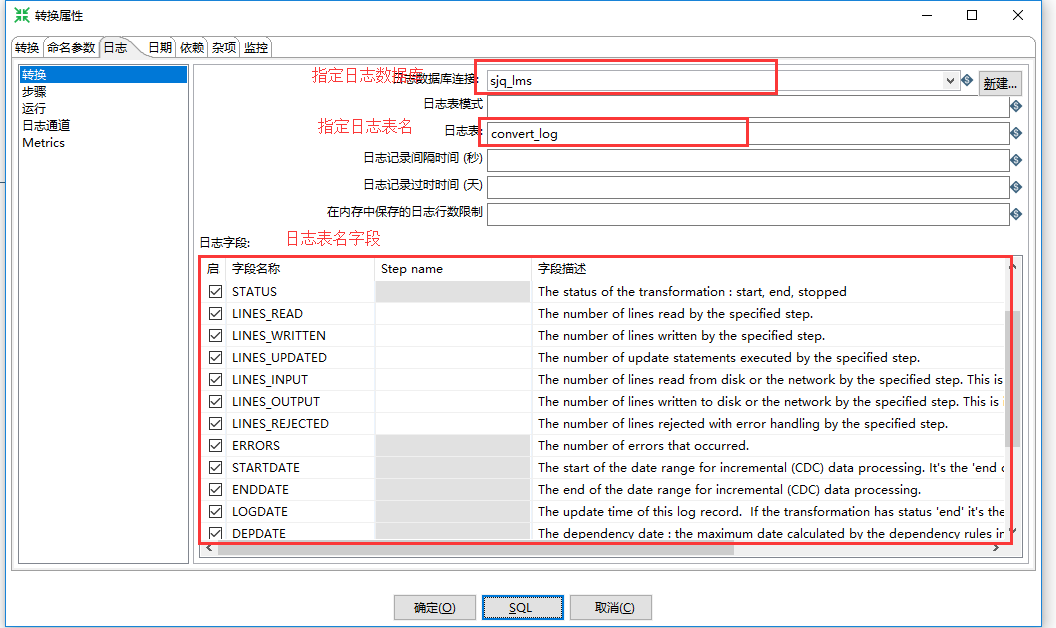 转换属性
转换 命名参数 日志 日期 依赖 杂项 监控
转换
步骤
运行
日志通道
Metrics
指定日志数据库
日志数据库连接: sjq_lms 新建...
日志表模式
指定日志表名
日志表: convert_log
日志记录间隔时间 (秒)
日志记录过时时间 (天)
在内存中保存的日志行数限制
日志字段: 日志表名字段
启 字段名称 Step name 字段描述
STATUS The status of the transformation : start, end, stopped
LINES_READ The number of lines read by the specified step.
LINES_WRITTEN The number of lines written by the specified step.
LINES_UPDATED The number of update statements executed by the specified step.
LINES_INPUT The number of lines read from disk or the network by the specified step. This is
LINES_OUTPUT The number of lines written to disk or the network by the specified step. This is
LINES_REJECTED The number of lines rejected with error handling by the specified step.
ERRORS The number of errors that occurred.
STARTDATE The start of the date range for incremental (CDC) data processing. It's the 'end
ENDDATE The end of the date range for incremental (CDC) data processing.
LOGDATE The update time of this log record. If the transformation has status 'end' it's the
DEPDATE The dependency date : the maximum date calculated by the dependency rules in
确定(O) SQL 取消(C)